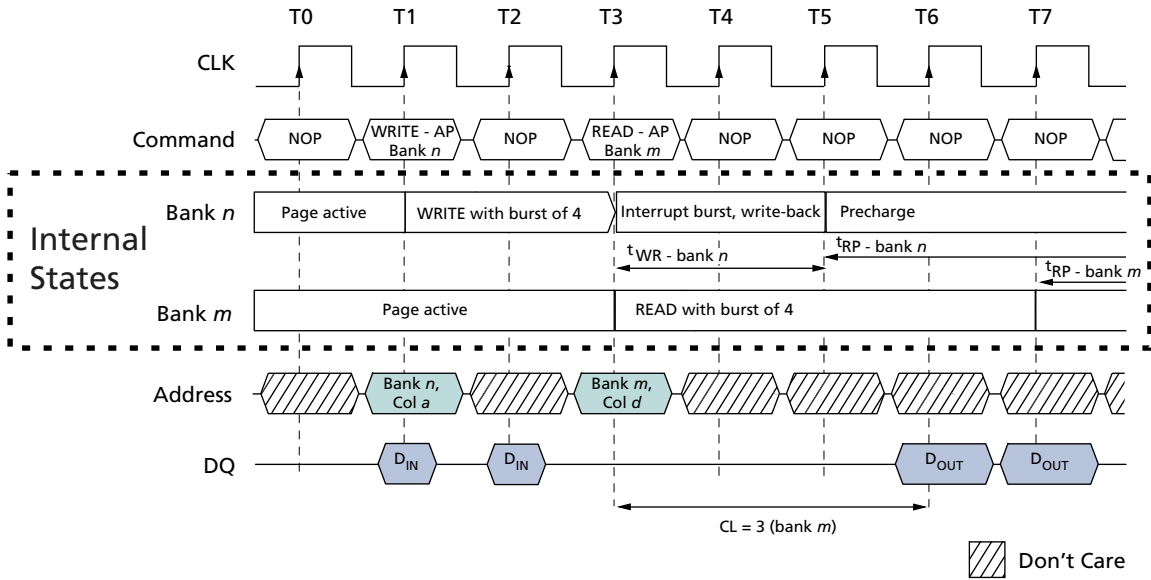 T0 T1 T2 T3 T4 T5 T6 T7
CLK
Command NOP WRITE - AP Bank n NOP READ - AP Bank m NOP NOP NOP NOP
Internal States
Bank n Page active WRITE with burst of 4 Interrupt burst, write-back Precharge
tWR - bank n tRP - bank n
tRP - bank m
Bank m Page active READ with burst of 4
Address Bank n, Col a Bank m, Col d
DQ DIN DIN DOUT DOUT
CL = 3 (bank m)
Don't Care